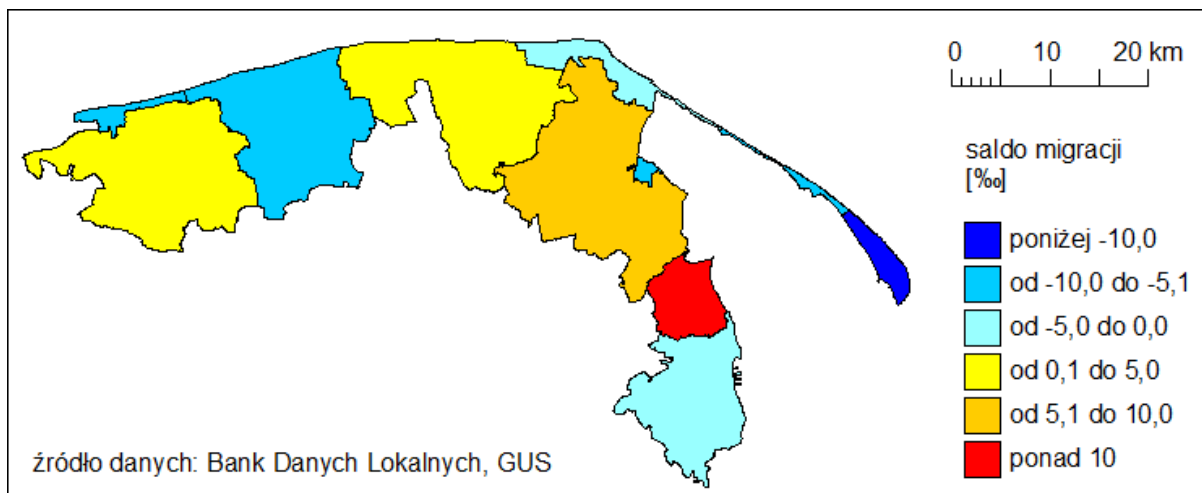 0 10 20 km
saldo migracji
[‰]
poniżej -10,0
od -10,0 do -5,1
od -5,0 do 0,0
od 0,1 do 5,0
od 5,1 do 10,0
ponad 10
źródło danych: Bank Danych Lokalnych, GUS